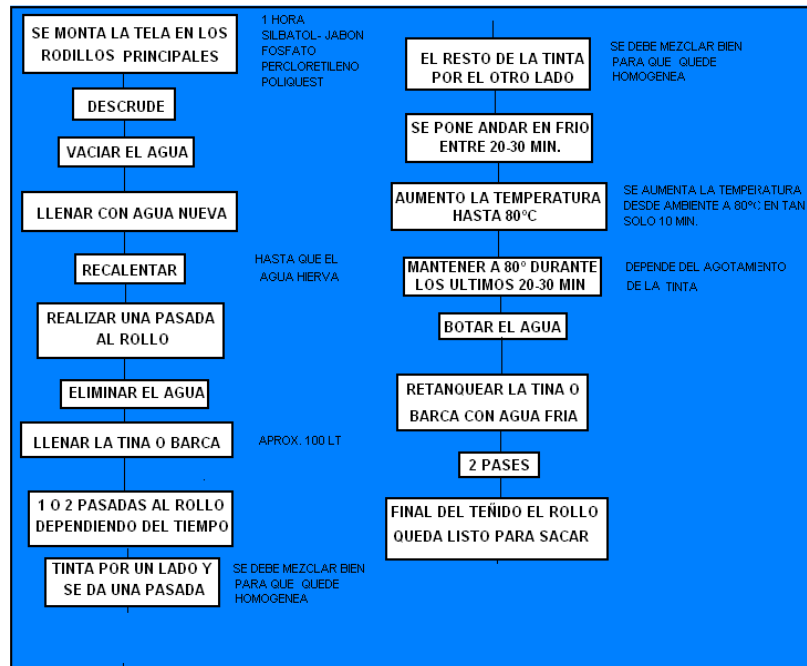 SE MONTA LA TELA EN LOS
RODILLOS PRINCIPALES
1 HORA
SILBATOL- JABON
FOSFATO
PERCLORETILENO
POLIQUEST
DESCRUDE
VACIAR EL AGUA
LLENAR CON AGUA NUEVA
RECALENTAR
HASTA QUE EL
AGUA HIERVA
REALIZAR UNA PASADA
AL ROLLO
ELIMINAR EL AGUA
LLENAR LA TINA O BARCA
APROX. 100 LT
1 O 2 PASADAS AL ROLLO
DEPENDIENDO DEL TIEMPO
TINTA POR UN LADO Y
SE DA UNA PASADA
SE DEBE MEZCLAR BIEN
PARA QUE QUEDE
HOMOGENEA
EL RESTO DE LA TINTA
POR EL OTRO LADO
SE DEBE MEZCLAR BIEN
PARA QUE QUEDE
HOMOGENEA
SE PONE ANDAR EN FRIO
ENTRE 20-30 MIN.
AUMENTO LA TEMPERATURA
HASTA 80°C
SE AUMENTA LA TEMPERATURA
DESDE AMBIENTE A 80°C EN TAN
SOLO 10 MIN.
MANTENER A 80° DURANTE
LOS ULTIMOS 20-30 MIN
DEPENDE DEL AGOTAMIENTO
DE LA TINTA
BOTAR EL AGUA
RETANQUEAR LA TINA O
BARCA CON AGUA FRIA
2 PASES
FINAL DEL TEÑIDO EL ROLLO
QUEDA LISTO PARA SACAR